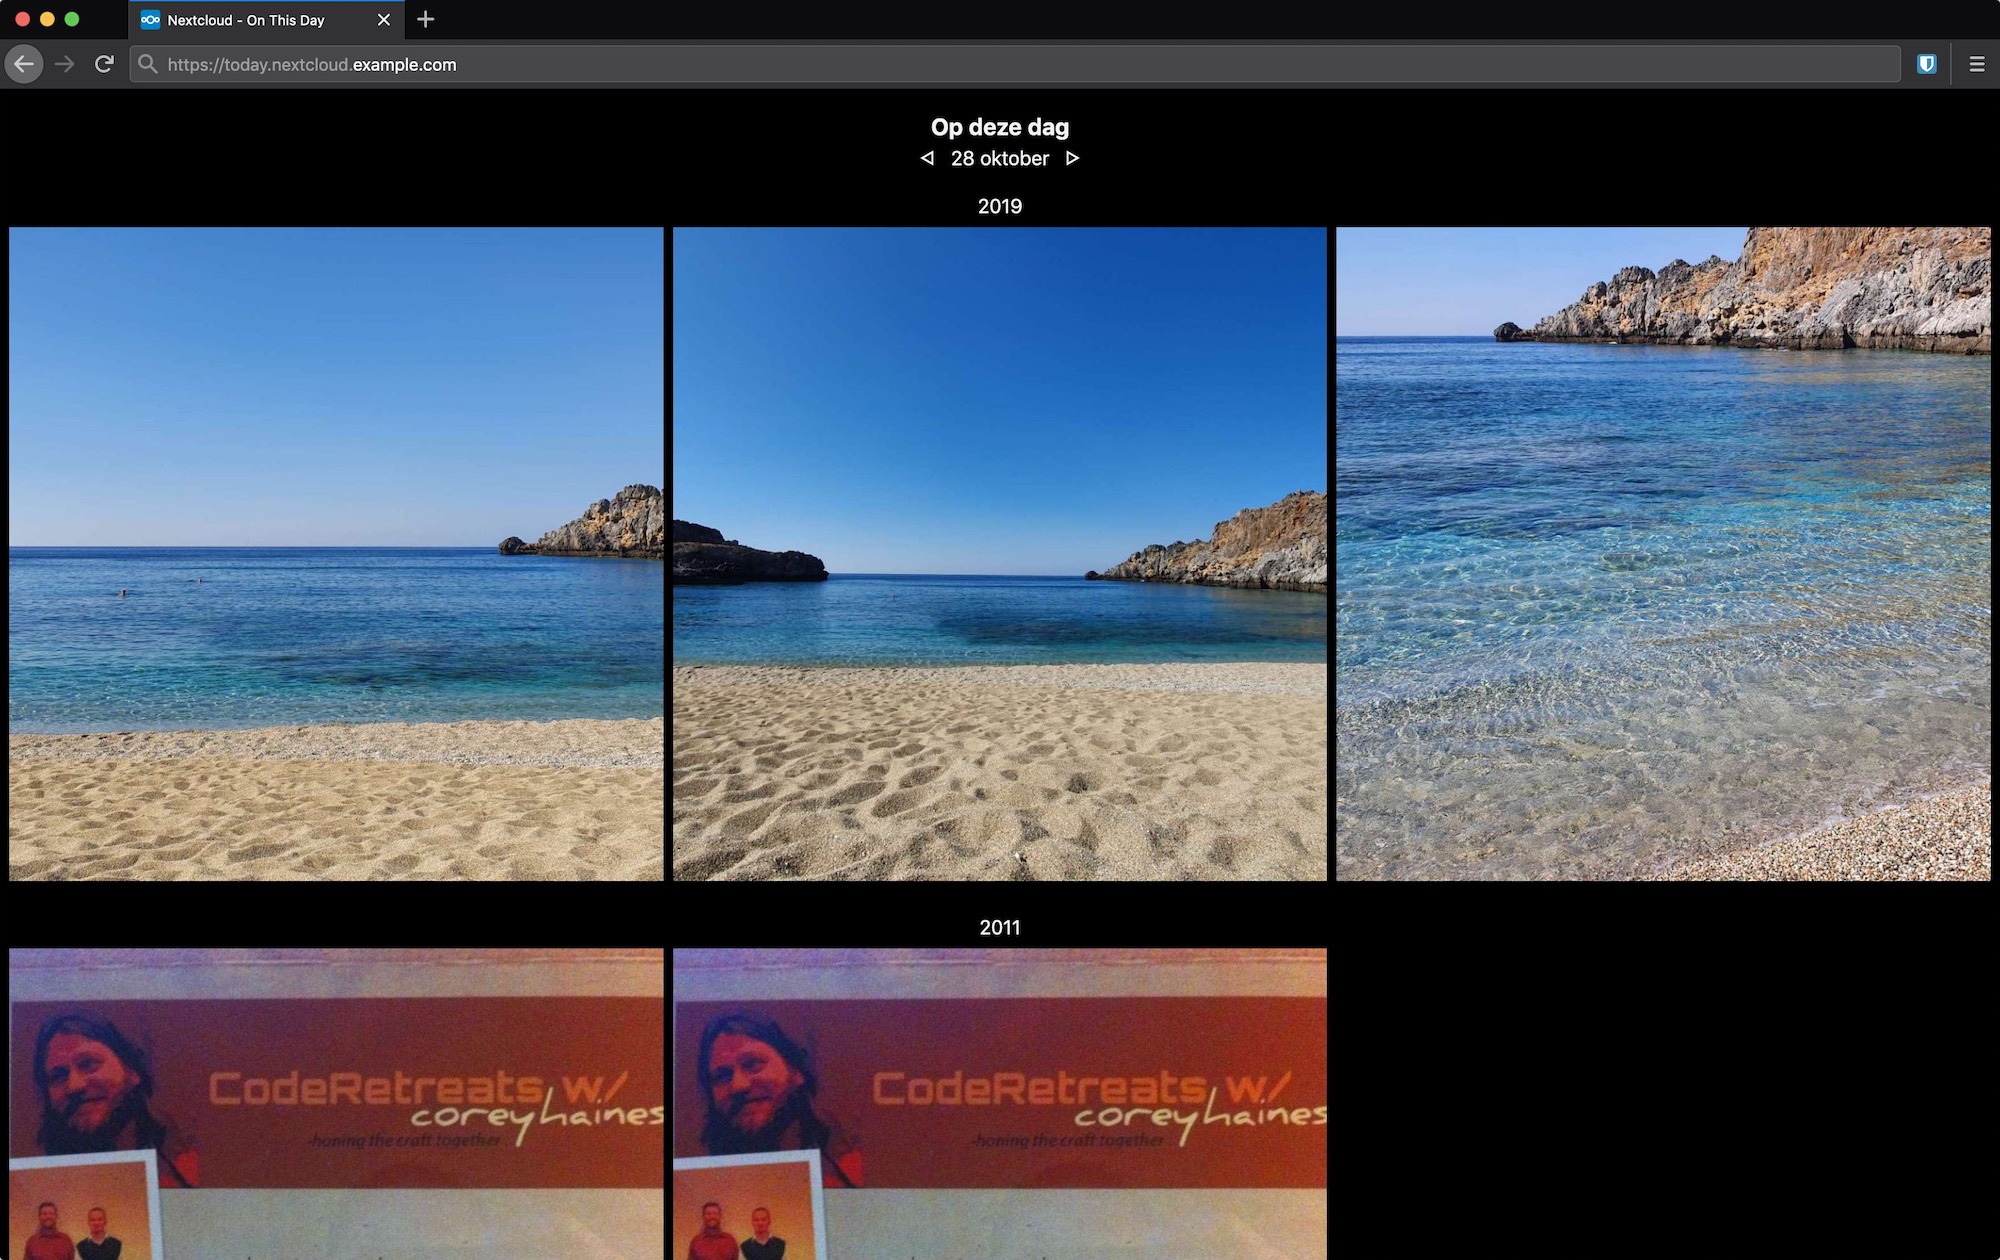 Nextcloud - On This Day
https://today.nextcloud.example.com
Op deze dag
28 oktober
2019
2011
CodeRetreats w/
coreyhaines
-honing the craft together
CodeRetreats w/
coreyhaines
-honing the craft together